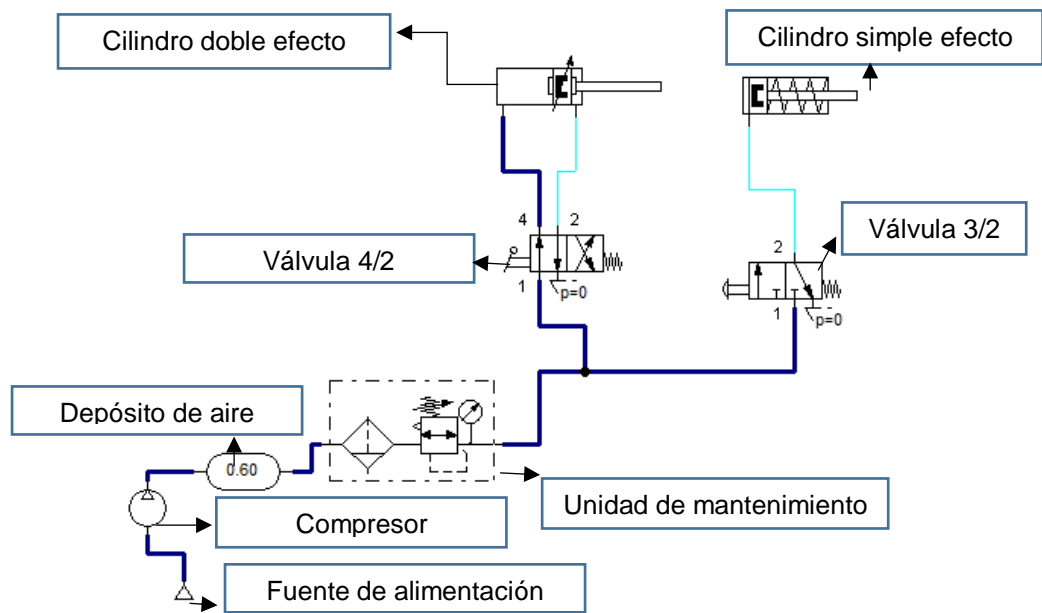 Cilindro doble efecto
Cilindro simple efecto
4 2
Válvula 4/2
1
p=0
Válvula 3/2
2
1
p=0
Depósito de aire
0.60
Unidad de mantenimiento
Compresor
Fuente de alimentación